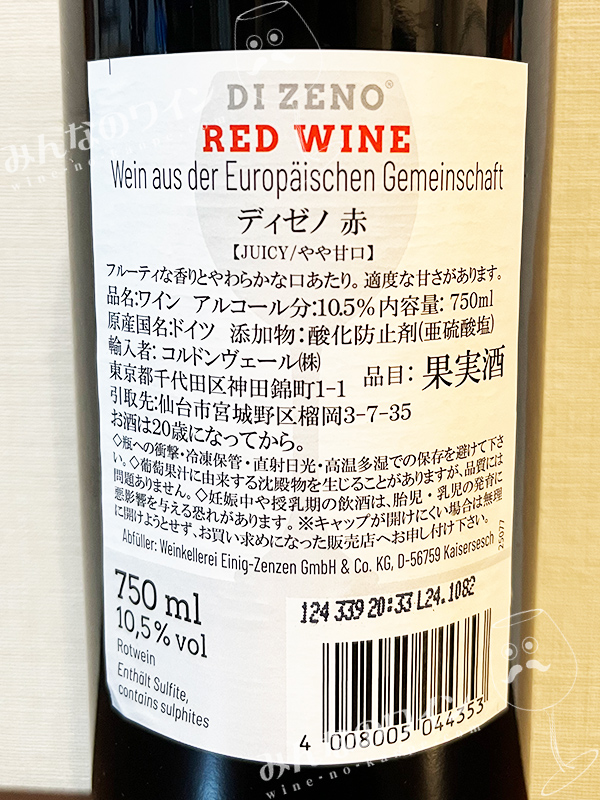 DI ZENO®
RED WINE
Wein aus der Europäischen Gemeinschaft
ディゼノ 赤
【JUICY/やや甘口】
フルーティな香りとやわらかな口あたり。適度な甘さがあります。
品名:ワイン アルコール分:10.5% 内容量: 750ml
原産国名:ドイツ 添加物:酸化防止剤(亜硫酸塩)
輸入者: コルドンヴェール㈱
東京都千代田区神田錦町1-1 品目: 果実酒
引取先:仙台市宮城野区榴岡3-7-35
お酒は20歳になってから。
◇瓶への衝撃・冷凍保管・直射日光・高温多湿での保存を避けて下さ
い。◇葡萄果汁に由来する沈殿物を生じることがありますが、品質には
問題ありません。◇妊娠中や授乳期の飲酒は、胎児・乳児の発育に
悪影響を与える恐れがあります。※キャップが開けにくい場合は無理
に開けようとせず、お買い求めになった販売店へお申し付け下さい。
Abfüller: Weinkellerei Einig-Zenzen GmbH & Co. KG, D-56759 Kaisersesch
750 ml
10,5% vol
Rotwein
Enthält Sulfite,
contains sulphites
124 339 20:33 L24.1082
4 008005 044353
みんなのワイン